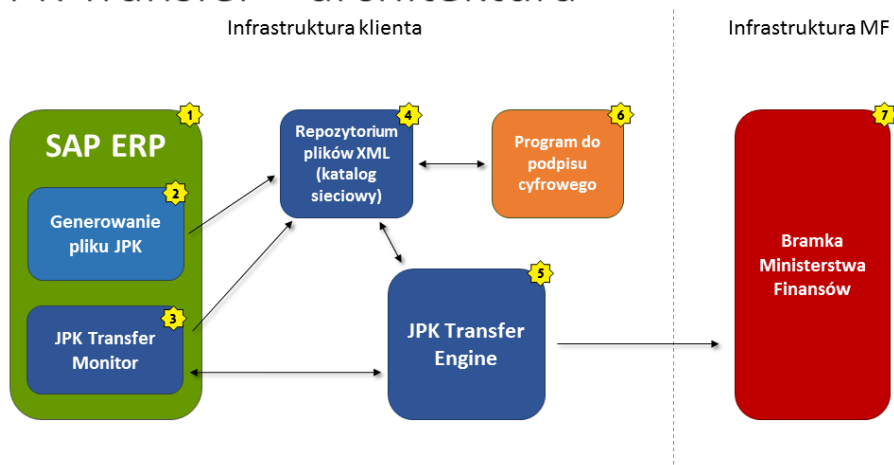 Infrastruktura klienta
Infrastruktura MF
1
SAP ERP
2
Generowanie
pliku JPK
3
JPK Transfer
Monitor
4
Repozytorium
plików XML
(katalog
sieciowy)
6
Program do
podpisu
cyfrowego
5
JPK Transfer
Engine
7
Bramka
Ministerstwa
Finansów